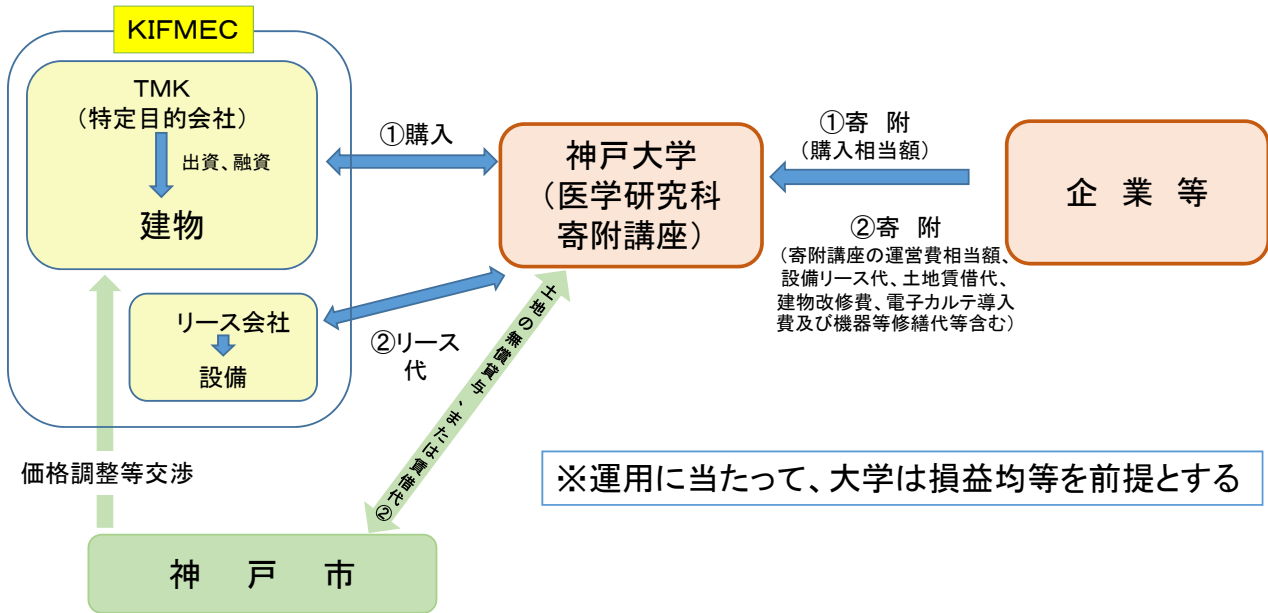 KIFMEC
TMK
（特定目的会社）
出資、融資
建物
リース会社
設備
①購入
②リース
代
神戸大学
（医学研究科
寄附講座）
①寄　附
（購入相当額）
②寄　附
（寄附講座の運営費相当額、
設備リース代、土地賃借代、
建物改修費、電子カルテ導入
費及び機器等修繕代等含む）
企　業　等
土地の無償貸与、または賃借代②
価格調整等交渉
※運用に当たって、大学は損益均等を前提とする
神　戸　市